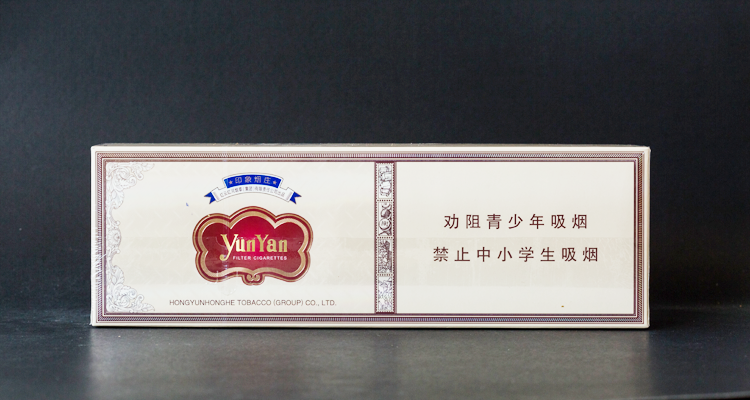 印象烟庄
YunYan
FILTER CIGARETTES
HONGYUNHONGHE TOBACCO (GROUP) CO., LTD.
劝阻青少年吸烟
禁止中小学生吸烟